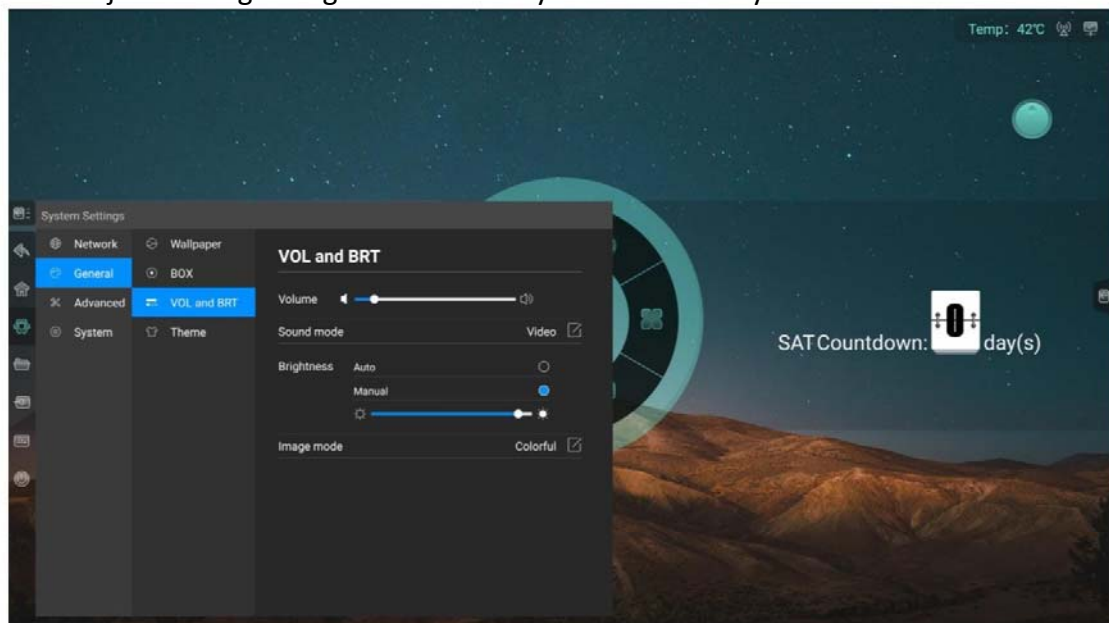 Temp: 42℃
System Settings
Network
General
Advanced
System
Wallpaper
BOX
VOL and BRT
Theme
VOL and BRT
Volume
Sound mode Video
Brightness Auto
Manual
Image mode Colorful
SAT Countdown: 0 day(s)